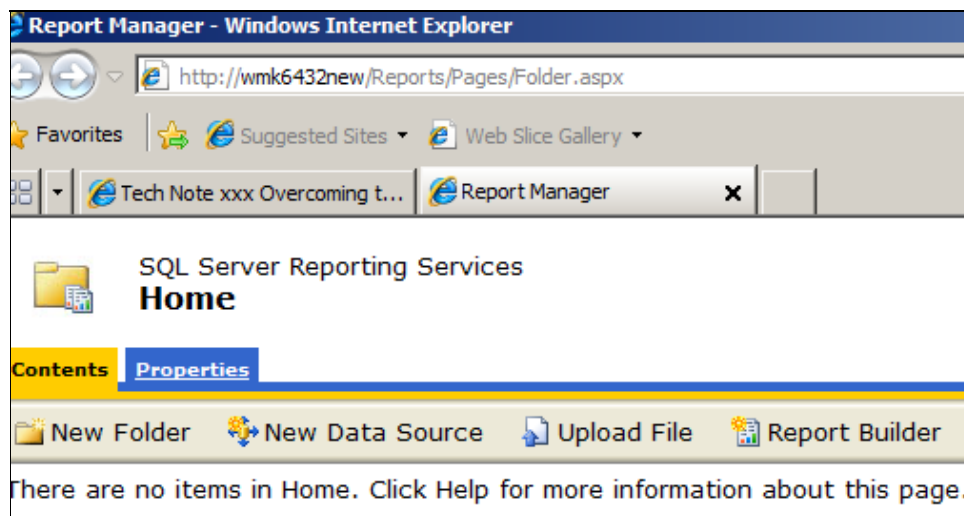 Report Manager - Windows Internet Explorer
http://wmk6432new/Reports/Pages/Folder.aspx
Favorites Suggested Sites Web Slice Gallery
Tech Note xxx Overcoming t... Report Manager
SQL Server Reporting Services
Home
Contents Properties
New Folder New Data Source Upload File Report Builder
There are no items in Home. Click Help for more information about this page.